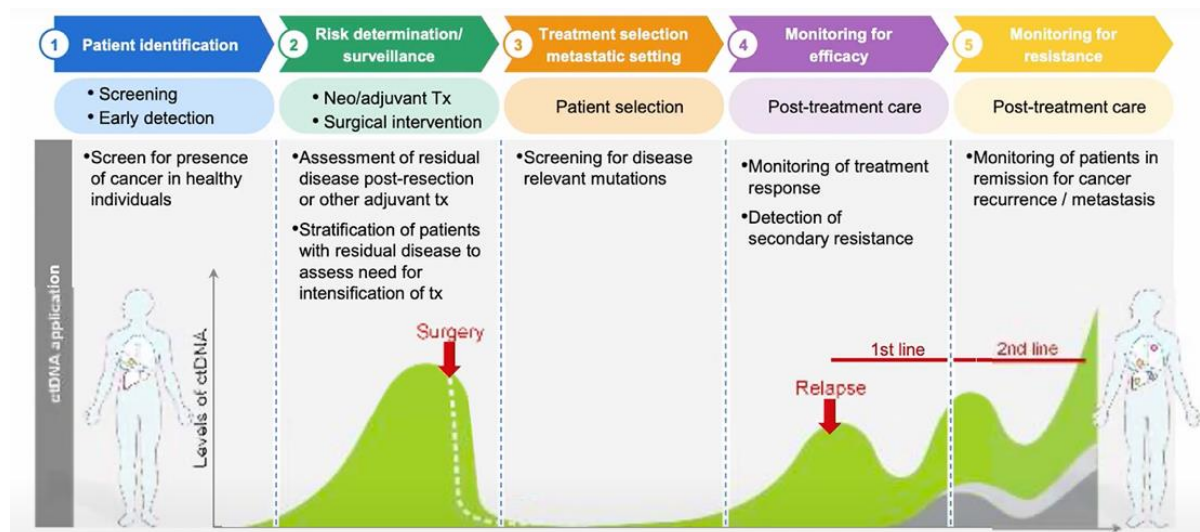 1
Patient identification
2
Risk determination/
surveillance
3
Treatment selection
metastatic setting
4
Monitoring for
efficacy
5
Monitoring for
resistance
• Screening
• Early detection
• Neo/adjuvant Tx
• Surgical intervention
Patient selection
Post-treatment care
Post-treatment care
ctDNA application
•Screen for presence
of cancer in healthy
individuals
•Assessment of residual
disease post-resection
or other adjuvant tx
•Stratification of patients
with residual disease to
assess need for
intensification of tx
•Screening for disease
relevant mutations
•Monitoring of treatment
response
•Detection of
secondary resistance
•Monitoring of patients in
remission for cancer
recurrence / metastasis
Levels of ctDNA
Surgery
Relapse
1st line
2nd line